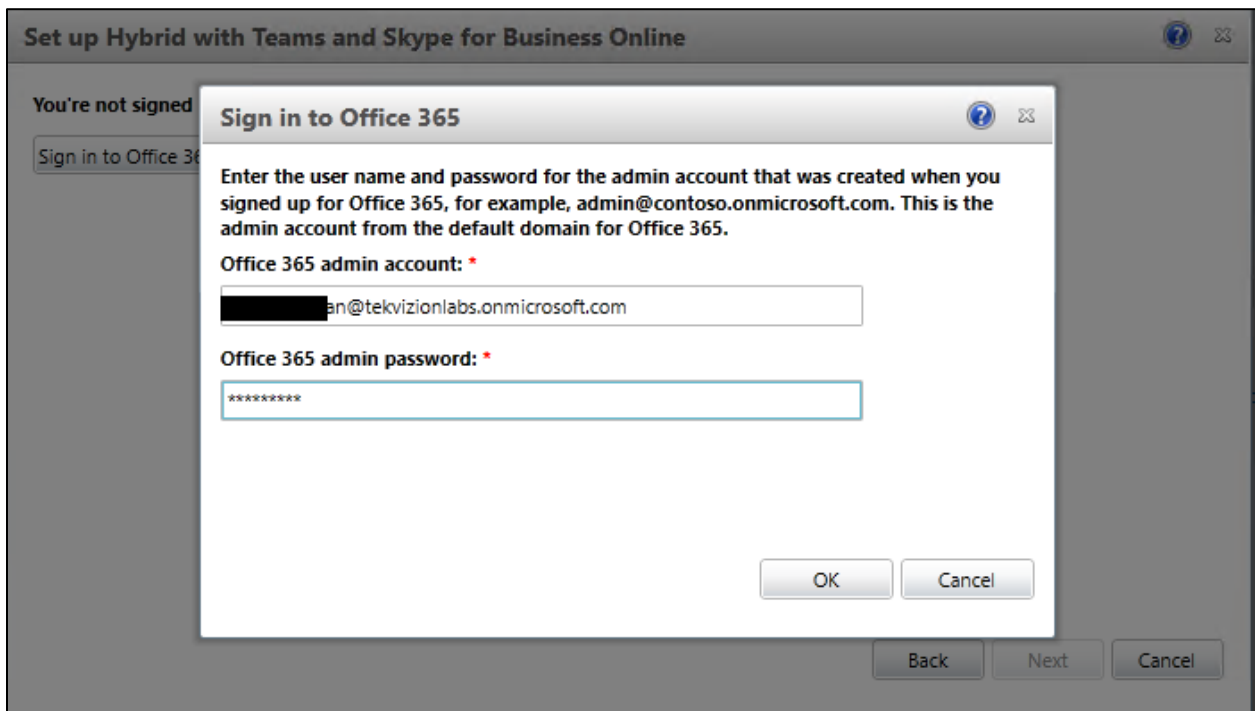 Set up Hybrid with Teams and Skype for Business Online
You're not signed
Sign in to Office 36
Sign in to Office 365
Enter the user name and password for the admin account that was created when you
signed up for Office 365, for example, admin@contoso.onmicrosoft.com. This is the
admin account from the default domain for Office 365.
Office 365 admin account: *
an@tekvizionlabs.onmicrosoft.com
Office 365 admin password: *
*********
OK Cancel
Back Next Cancel